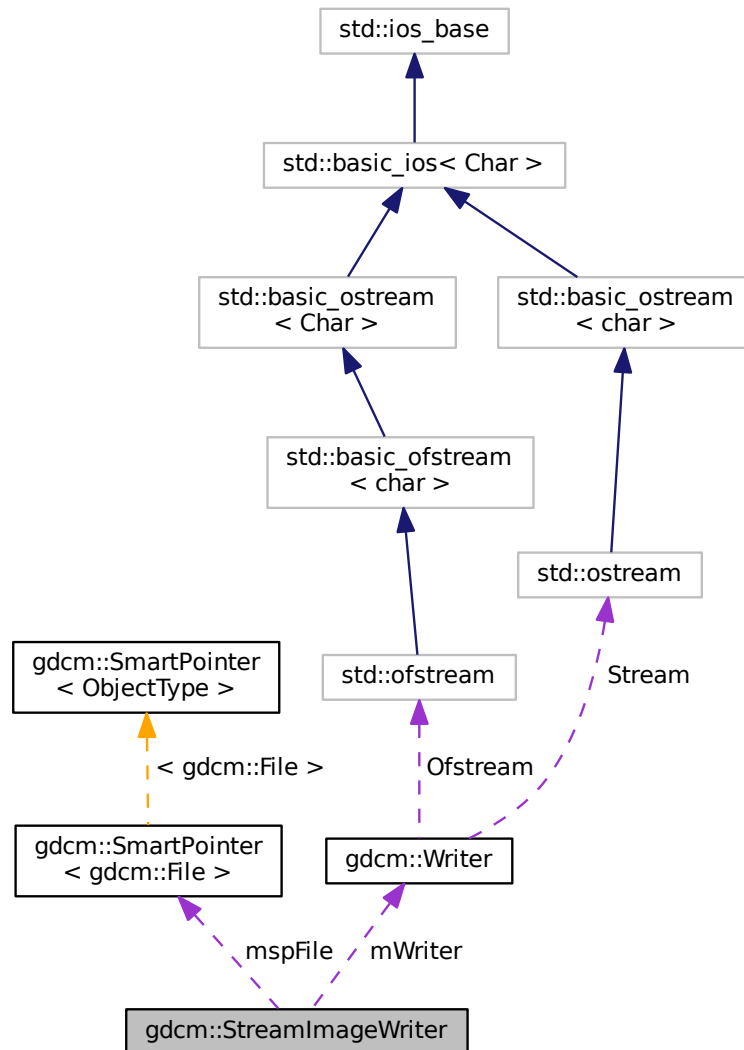 std::ios_base
std::basic_ios< Char >
std::basic_ostream
< Char >
std::basic_ostream
< char >
std::basic_ofstream
< char >
std::ostream
gdcm::SmartPointer
< ObjectType >
std::ofstream
Stream
< gdcm::File >
Ofstream
gdcm::SmartPointer
< gdcm::File >
gdcm::Writer
mspFile
mWriter
gdcm::StreamImageWriter